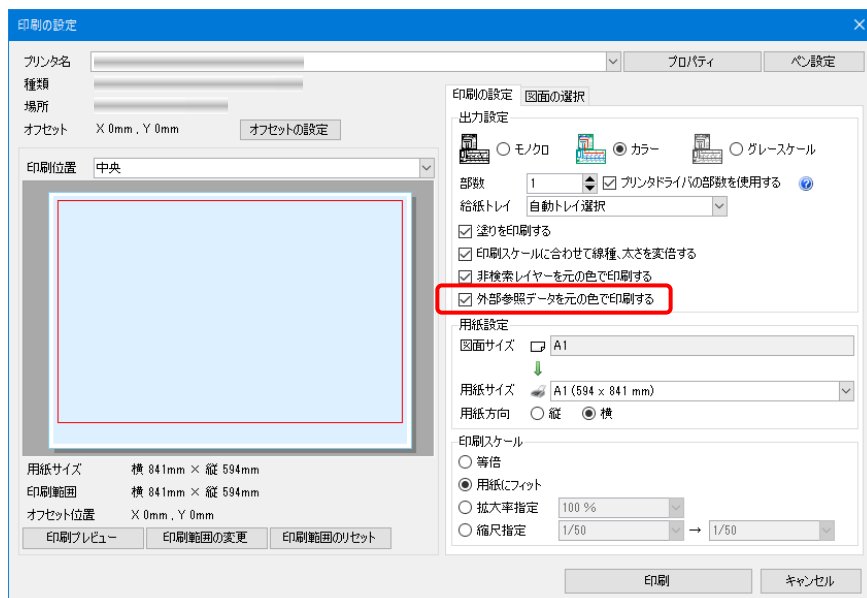 印刷の設定
プリンタ名
プロパティ
ペン設定
種類
場所
オフセット X 0mm , Y 0mm オフセットの設定
印刷位置 中央
用紙サイズ 横 841mm × 縦 594mm
印刷範囲 横 841mm × 縦 594mm
オフセット位置 X 0mm , Y 0mm
印刷プレビュー 印刷範囲の変更 印刷範囲のリセット
印刷の設定 図面の選択
出力設定
モノクロ カラー グレースケール
部数 1 プリンタドライバの部数を使用する
給紙トレイ 自動トレイ選択
塗りを印刷する
印刷スケールに合わせて線種、太さを変倍する
非検索レイヤーを元の色で印刷する
外部参照データを元の色で印刷する
用紙設定
図面サイズ A1
用紙サイズ A1 (594 x 841 mm)
用紙方向 縦 横
印刷スケール
等倍
用紙にフィット
拡大率指定 100 %
縮尺指定 1/50 → 1/50
印刷 キャンセル